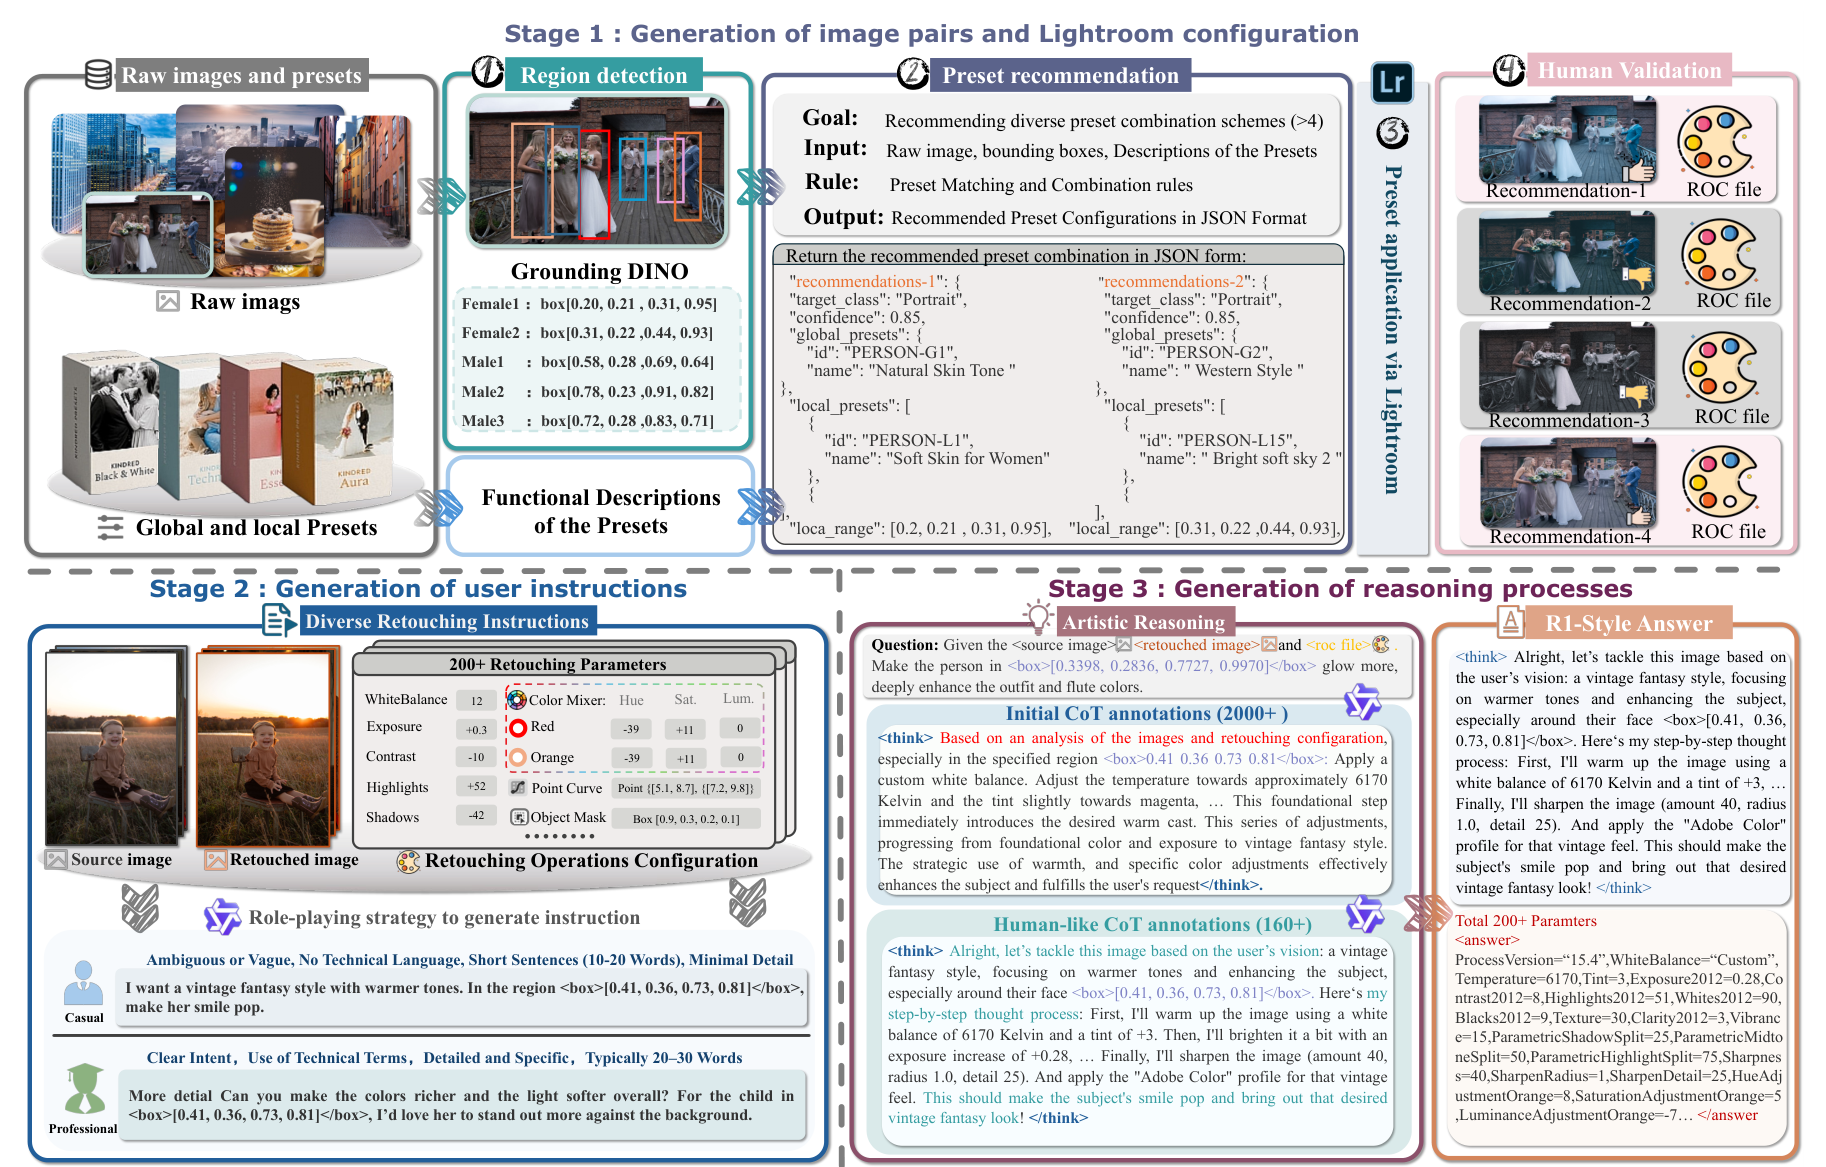 Stage 1 : Generation of image pairs and Lightroom configuration
Raw images and presets
Raw imags
KINDRED
Black & White
KINDRED
Aura
Global and local Presets
1
Region detection
Grounding DINO
Female1 : box[0.20, 0.21 , 0.31, 0.95]
Female2 : box[0.31, 0.22 ,0.44, 0.93]
Male1 : box[0.58, 0.28 ,0.69, 0.64]
Male2 : box[0.78, 0.23 ,0.91, 0.82]
Male3 : box[0.72, 0.28 ,0.83, 0.71]
Functional Descriptions
of the Presets
2
Preset recommendation
Goal: Recommending diverse preset combination schemes (>4)
Input: Raw image, bounding boxes, Descriptions of the Presets
Rule: Preset Matching and Combination rules
Output: Recommended Preset Configurations in JSON Format
Return the recommended preset combination in JSON form:
"recommendations-1": {
"target_class": "Portrait",
"confidence": 0.85,
"global_presets": {
"id": "PERSON-G1",
"name": "Natural Skin Tone "
},
"local_presets": [
{
"id": "PERSON-L1",
"name": "Soft Skin for Women"
},
{
],
"loca_range": [0.2, 0.21 , 0.31, 0.95],
"recommendations-2": {
"target_class": "Portrait",
"confidence": 0.85,
"global_presets": {
"id": "PERSON-G2",
"name": " Western Style "
},
"local_presets": [
{
"id": "PERSON-L15",
"name": " Bright soft sky 2 "
},
{
],
"local_range": [0.31, 0.22 ,0.44, 0.93],
Lr
3
Preset application via Lightroom
4
Human Validation
Recommendation-1
ROC file
Recommendation-2
ROC file
Recommendation-3
ROC file
Recommendation-4
ROC file
Stage 2 : Generation of user instructions
Diverse Retouching Instructions
Source image
Retouched image
200+ Retouching Parameters
WhiteBalance 12
Exposure +0.3
Contrast -10
Highlights +52
Shadows -42
Color Mixer: Hue Sat. Lum.
Red -39 +11 0
Orange -39 +11 0
Point Curve Point {[5.1, 8.7], {[7.2, 9.8]}
Object Mask Box [0.9, 0.3, 0.2, 0.1]
Retouching Operations Configuration
Role-playing strategy to generate instruction
Ambiguous or Vague, No Technical Language, Short Sentences (10-20 Words), Minimal Detail
Casual
I want a vintage fantasy style with warmer tones. In the region <box>[0.41, 0.36, 0.73, 0.81]</box>,
make her smile pop.
Clear Intent, Use of Technical Terms, Detailed and Specific, Typically 20–30 Words
Professional
More detial Can you make the colors richer and the light softer overall? For the child in
<box>[0.41, 0.36, 0.73, 0.81]</box>, I’d love her to stand out more against the background.
Stage 3 : Generation of reasoning processes
Artistic Reasoning
Question: Given the <source image> <retouched image> and <roc file> .
Make the person in <box>[0.3398, 0.2836, 0.7727, 0.9970]</box> glow more,
deeply enhance the outfit and flute colors.
Initial CoT annotations (2000+ )
<think> Based on an analysis of the images and retouching configaration,
especially in the specified region <box>0.41 0.36 0.73 0.81</box>: Apply a
custom white balance. Adjust the temperature towards approximately 6170
Kelvin and the tint slightly towards magenta, … This foundational step
immediately introduces the desired warm cast. This series of adjustments,
progressing from foundational color and exposure to vintage fantasy style.
The strategic use of warmth, and specific color adjustments effectively
enhances the subject and fulfills the user's request</think>.
Human-like CoT annotations (160+)
<think> Alright, let’s tackle this image based on the user’s vision: a vintage
fantasy style, focusing on warmer tones and enhancing the subject,
especially around their face <box>[0.41, 0.36, 0.73, 0.81]</box>. Here‘s my
step-by-step thought process: First, I'll warm up the image using a white
balance of 6170 Kelvin and a tint of +3. Then, I'll brighten it a bit with an
exposure increase of +0.28, … Finally, I'll sharpen the image (amount 40,
radius 1.0, detail 25). And apply the "Adobe Color" profile for that vintage
feel. This should make the subject's smile pop and bring out that desired
vintage fantasy look! </think>
R1-Style Answer
<think> Alright, let’s tackle this image based on
the user’s vision: a vintage fantasy style, focusing
on warmer tones and enhancing the subject,
especially around their face <box>[0.41, 0.36,
0.73, 0.81]</box>. Here‘s my step-by-step thought
process: First, I'll warm up the image using a
white balance of 6170 Kelvin and a tint of +3, …
Finally, I'll sharpen the image (amount 40, radius
1.0, detail 25). And apply the "Adobe Color"
profile for that vintage feel. This should make the
subject's smile pop and bring out that desired
vintage fantasy look! </think>
Total 200+ Paramters
<answer>
ProcessVersion=“15.4”,WhiteBalance=“Custom”,
Temperature=6170,Tint=3,Exposure2012=0.28,Co
ntrast2012=8,Highlights2012=51,Whites2012=90,
Blacks2012=9,Texture=30,Clarity2012=3,Vibranc
e=15,ParametricShadowSplit=25,ParametricMidto
neSplit=50,ParametricHighlightSplit=75,Sharpnes
s=40,SharpenRadius=1,SharpenDetail=25,HueAdj
ustmentOrange=8,SaturationAdjustmentOrange=5
,LuminanceAdjustmentOrange=-7… </answer